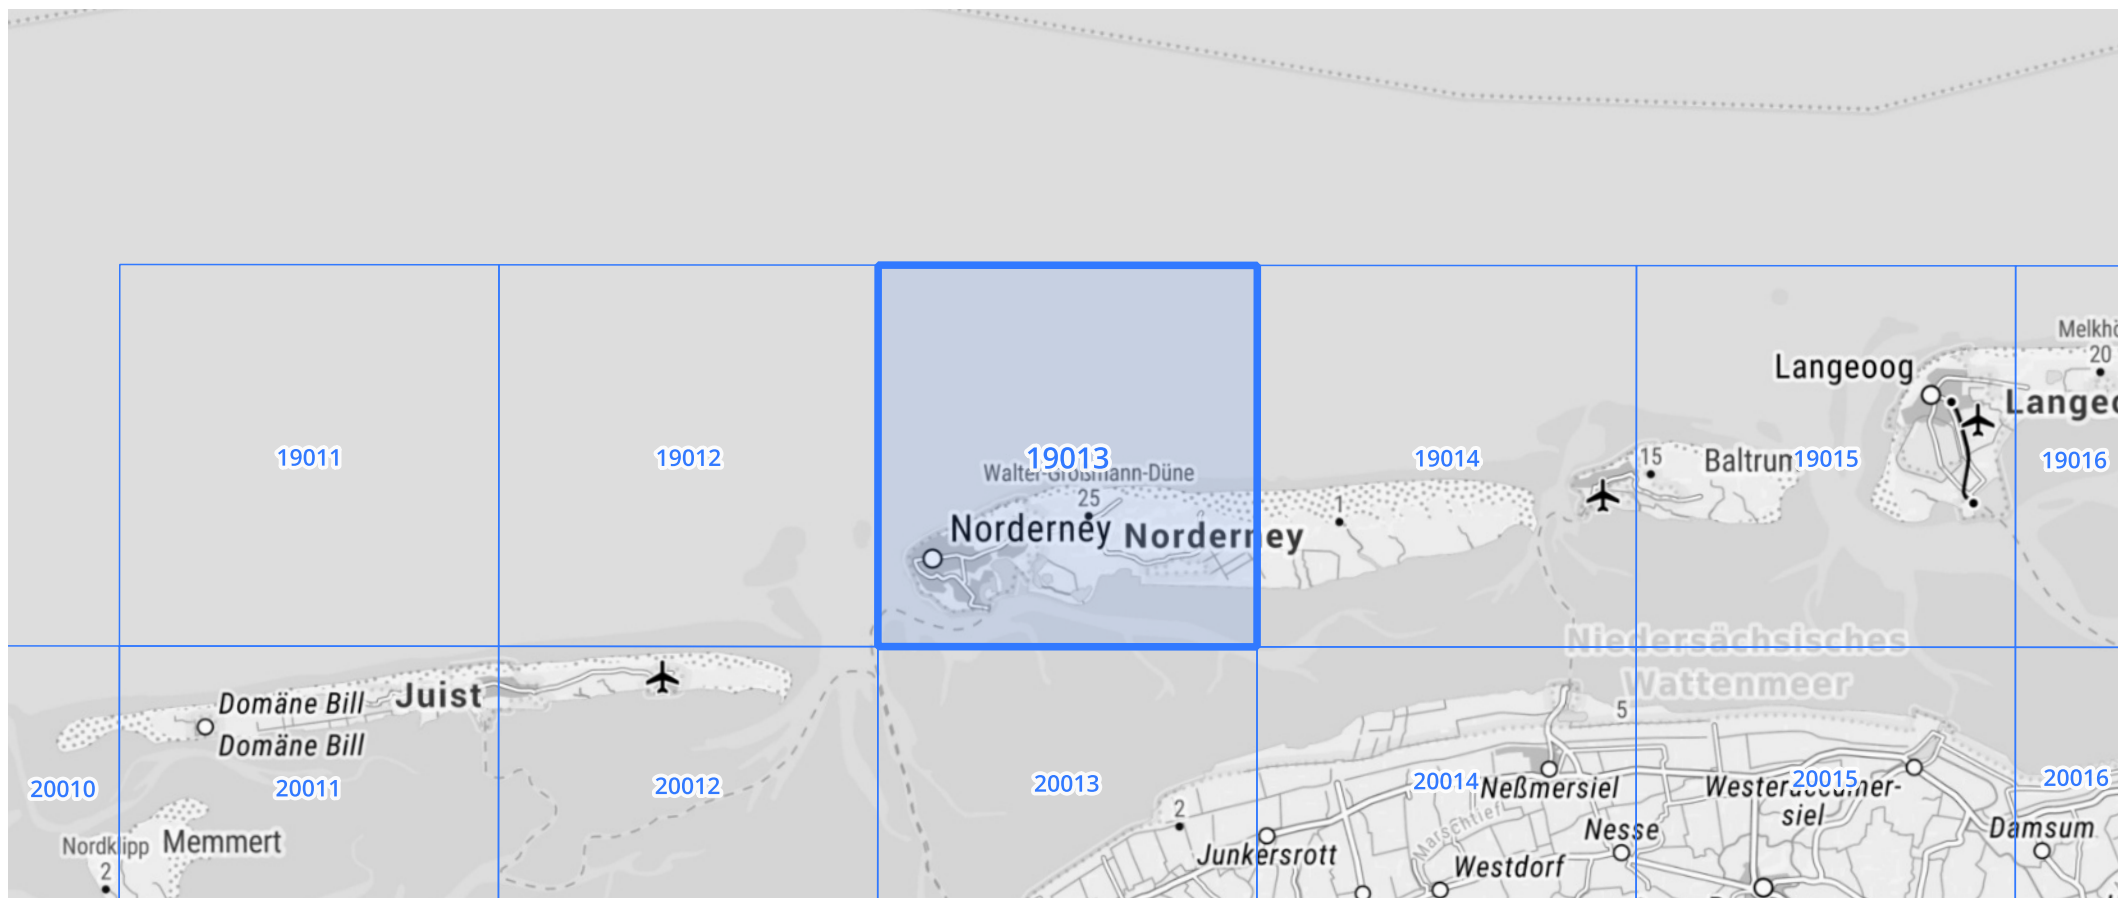 Melkhö
20
Langeoog
Langeo
19011
19012
19013
Walter-Großmann-Düne
25
Norderney
Norderney
1
19014
15
Baltrum
19015
19016
Niedersächsisches
Wattenmeer
Domäne Bill
Juist
Domäne Bill
20010
20011
20012
20013
5
20014
Neßmersiel
20015
siel
20016
Nordklipp
2
Memmert
2
Marschtief
Junkersrott
Nesse
Westdorf
Damsum